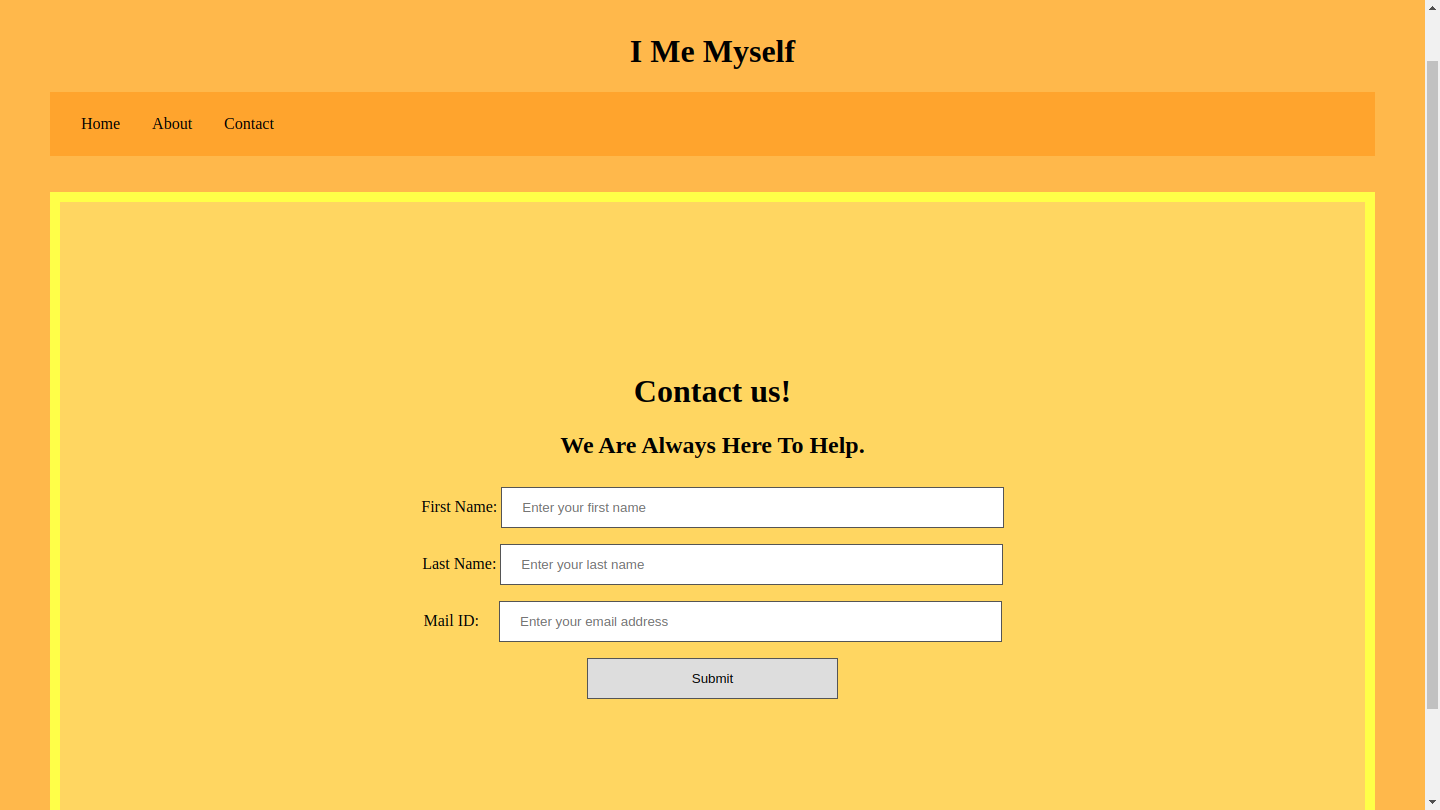 I Me Myself
Home About Contact
Contact us!
We Are Always Here To Help.
First Name: Enter your first name
Last Name: Enter your last name
Mail ID: Enter your email address
Submit